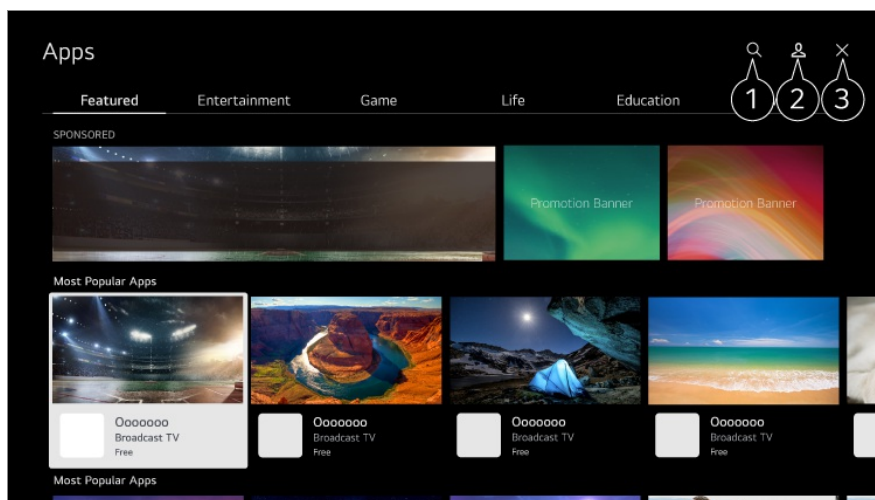 Apps
1 2 3
Featured Entertainment Game Life Education
SPONSORED
Promotion Banner Promotion Banner
Most Popular Apps
Ooooooo Ooooooo Ooooooo Ooooooo
Broadcast TV Broadcast TV Broadcast TV Broadcast TV
Free Free Free Free
Most Popular Apps